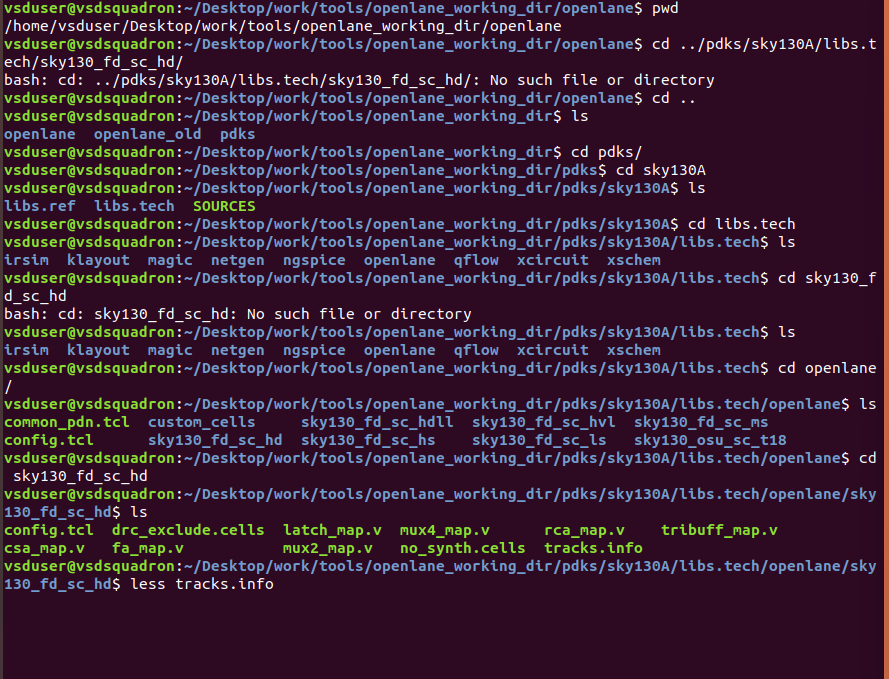 vsduser@vsdsquadron:~/Desktop/work/tools/openlane_working_dir/openlane$ pwd
/home/vsduser/Desktop/work/tools/openlane_working_dir/openlane
vsduser@vsdsquadron:~/Desktop/work/tools/openlane_working_dir/openlane$ cd ../pdks/sky130A/libs.t
ech/sky130_fd_sc_hd/
bash: cd: ../pdks/sky130A/libs.tech/sky130_fd_sc_hd/: No such file or directory
vsduser@vsdsquadron:~/Desktop/work/tools/openlane_working_dir/openlane$ cd ..
vsduser@vsdsquadron:~/Desktop/work/tools/openlane_working_dir$ ls
openlane  openlane_old  pdks
vsduser@vsdsquadron:~/Desktop/work/tools/openlane_working_dir$ cd pdks/
vsduser@vsdsquadron:~/Desktop/work/tools/openlane_working_dir/pdks$ cd sky130A
vsduser@vsdsquadron:~/Desktop/work/tools/openlane_working_dir/pdks/sky130A$ ls
libs.ref  libs.tech  SOURCES
vsduser@vsdsquadron:~/Desktop/work/tools/openlane_working_dir/pdks/sky130A$ cd libs.tech
vsduser@vsdsquadron:~/Desktop/work/tools/openlane_working_dir/pdks/sky130A/libs.tech$ ls
irsim  klayout  magic  netgen  ngspice  openlane  qflow  xcircuit  xschem
vsduser@vsdsquadron:~/Desktop/work/tools/openlane_working_dir/pdks/sky130A/libs.tech$ cd sky130_f
d_sc_hd
bash: cd: sky130_fd_sc_hd: No such file or directory
vsduser@vsdsquadron:~/Desktop/work/tools/openlane_working_dir/pdks/sky130A/libs.tech$ ls
irsim  klayout  magic  netgen  ngspice  openlane  qflow  xcircuit  xschem
vsduser@vsdsquadron:~/Desktop/work/tools/openlane_working_dir/pdks/sky130A/libs.tech$ cd openlane
/
vsduser@vsdsquadron:~/Desktop/work/tools/openlane_working_dir/pdks/sky130A/libs.tech/openlane$ ls
common_pdn.tcl  custom_cells     sky130_fd_sc_hdll  sky130_fd_sc_hvl  sky130_fd_sc_ms
config.tcl      sky130_fd_sc_hd  sky130_fd_sc_hs    sky130_fd_sc_ls   sky130_osu_sc_t18
vsduser@vsdsquadron:~/Desktop/work/tools/openlane_working_dir/pdks/sky130A/libs.tech/openlane$ cd
 sky130_fd_sc_hd
vsduser@vsdsquadron:~/Desktop/work/tools/openlane_working_dir/pdks/sky130A/libs.tech/openlane/sky
130_fd_sc_hd$ ls
config.tcl  drc_exclude.cells  latch_map.v  mux4_map.v      rca_map.v    tribuff_map.v
csa_map.v   fa_map.v           mux2_map.v   no_synth.cells  tracks.info
vsduser@vsdsquadron:~/Desktop/work/tools/openlane_working_dir/pdks/sky130A/libs.tech/openlane/sky
130_fd_sc_hd$ less tracks.info